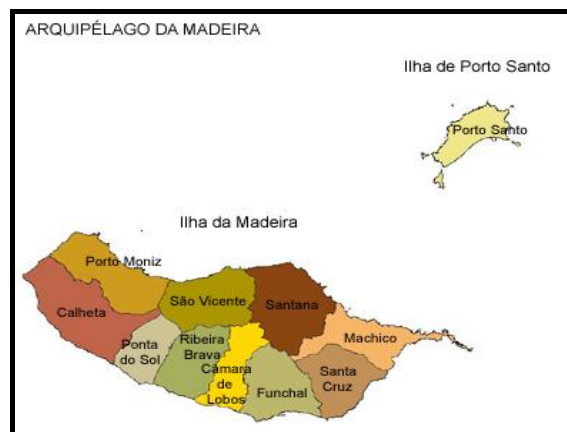 ARQUIPÉLAGO DA MADEIRA
Ilha de Porto Santo
Porto Santo
Ilha da Madeira
Porto Moniz
Calheta
São Vicente
Santana
Machico
Ponta
do Sol
Ribeira
Brava
Câmara
de
Lobos
Funchal
Santa
Cruz